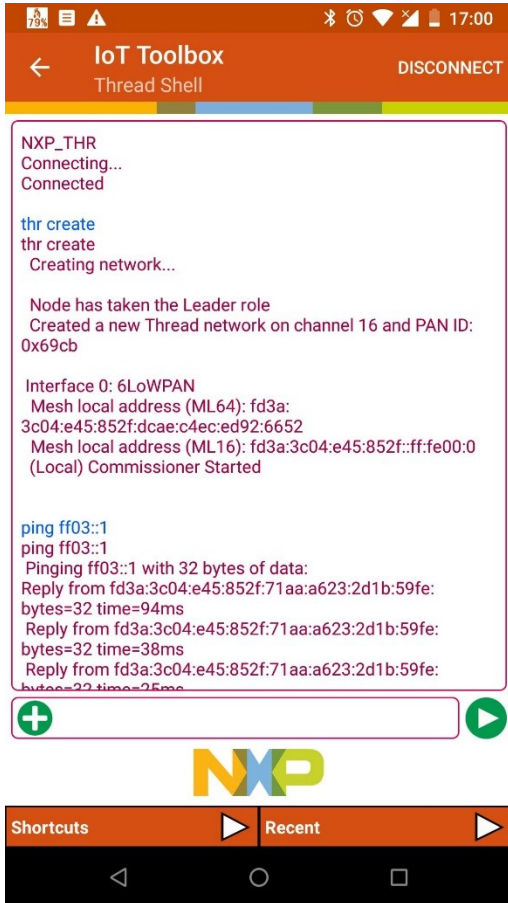 79%
17:00
IoT Toolbox
Thread Shell
DISCONNECT
NXP_THR
Connecting...
Connected
thr create
thr create
Creating network...
Node has taken the Leader role
Created a new Thread network on channel 16 and PAN ID:
0x69cb
Interface 0: 6LoWPAN
Mesh local address (ML64): fd3a:
3c04:e45:852f:dcae:c4ec:ed92:6652
Mesh local address (ML16): fd3a:3c04:e45:852f::ff:fe00:0
(Local) Commissioner Started
ping ff03::1
ping ff03::1
Pinging ff03::1 with 32 bytes of data:
Reply from fd3a:3c04:e45:852f:71aa:a623:2d1b:59fe:
bytes=32 time=94ms
Reply from fd3a:3c04:e45:852f:71aa:a623:2d1b:59fe:
bytes=32 time=38ms
Reply from fd3a:3c04:e45:852f:71aa:a623:2d1b:59fe:
bytes=32 time=25ms
NXP
Shortcuts
Recent